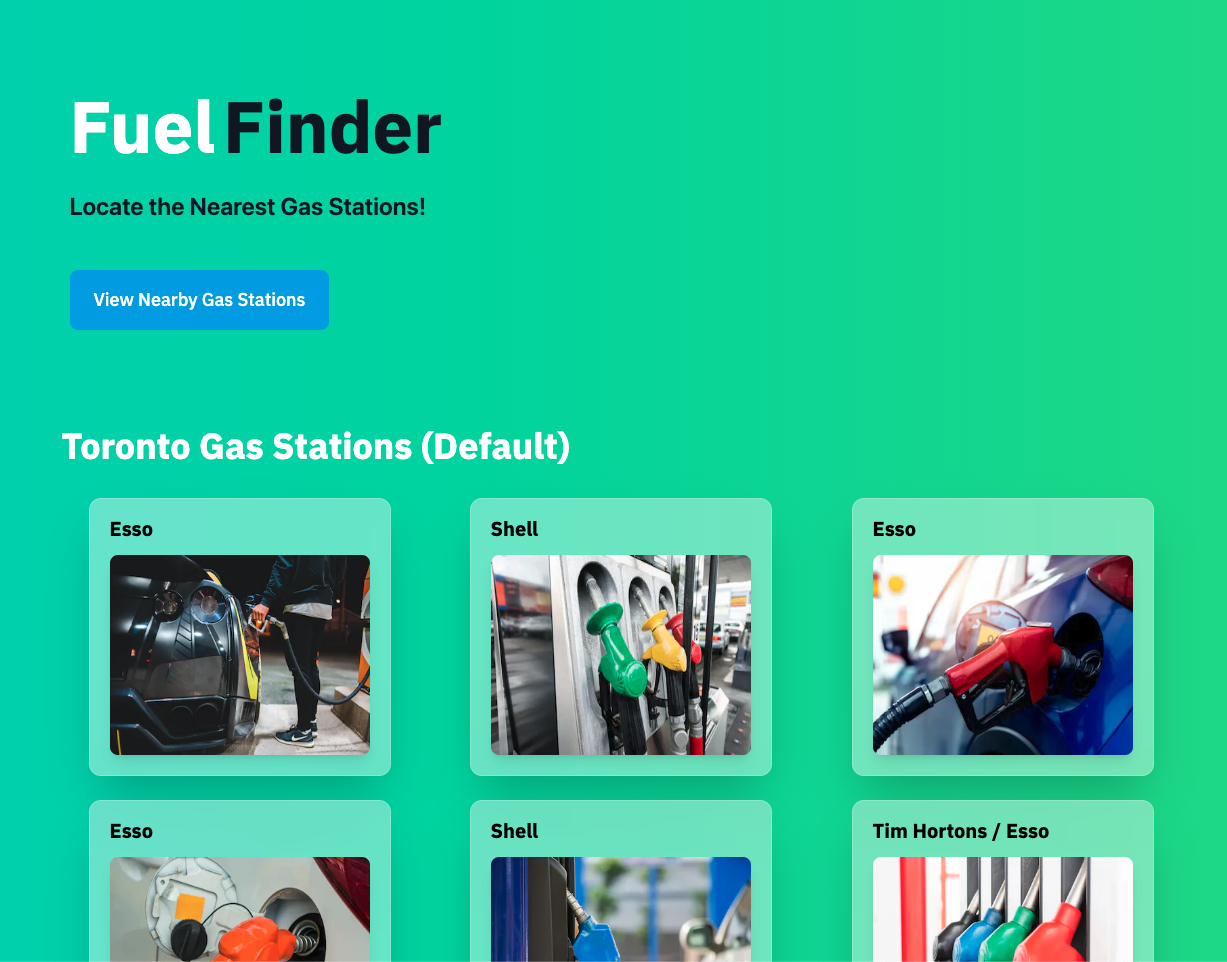 Fuel Finder
Locate the Nearest Gas Stations!
View Nearby Gas Stations
Toronto Gas Stations (Default)
Esso
Shell
Esso
Esso
Shell
Tim Hortons / Esso